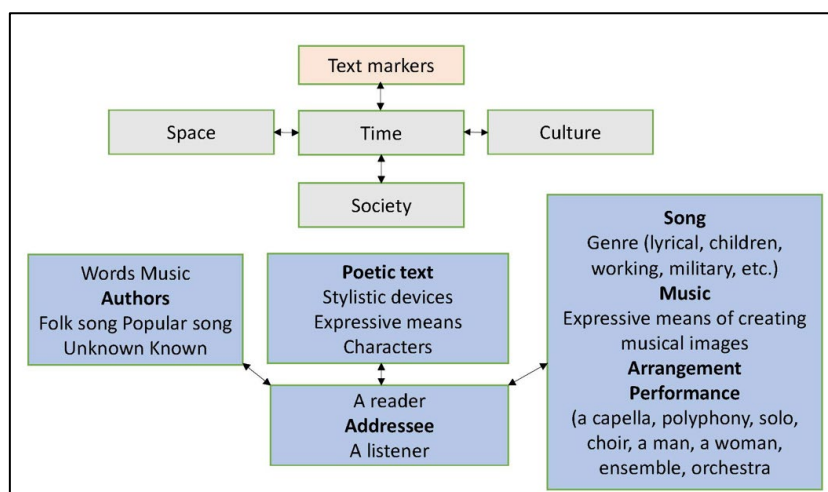 Text markers
Space
Time
Culture
Society
Words Music
Authors
Folk song Popular song
Unknown Known
Poetic text
Stylistic devices
Expressive means
Characters
Song
Genre (lyrical, children,
working, military, etc.)
Music
Expressive means of creating
musical images
Arrangement
Performance
(a capella, polyphony, solo,
choir, a man, a woman,
ensemble, orchestra
A reader
Addressee
A listener